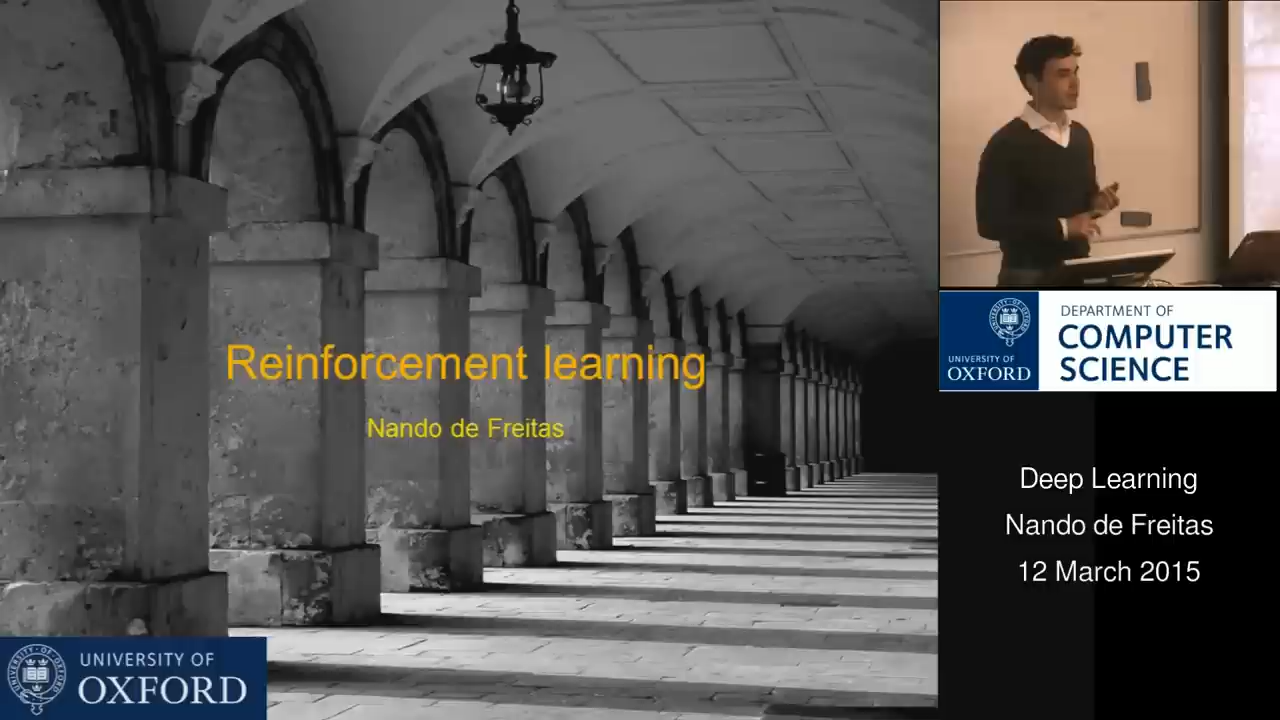 Reinforcement learning
Nando de Freitas
UNIVERSITY OF
OXFORD
UNIVERSITY OF
OXFORD
DEPARTMENT OF
COMPUTER
SCIENCE
Deep Learning
Nando de Freitas
12 March 2015